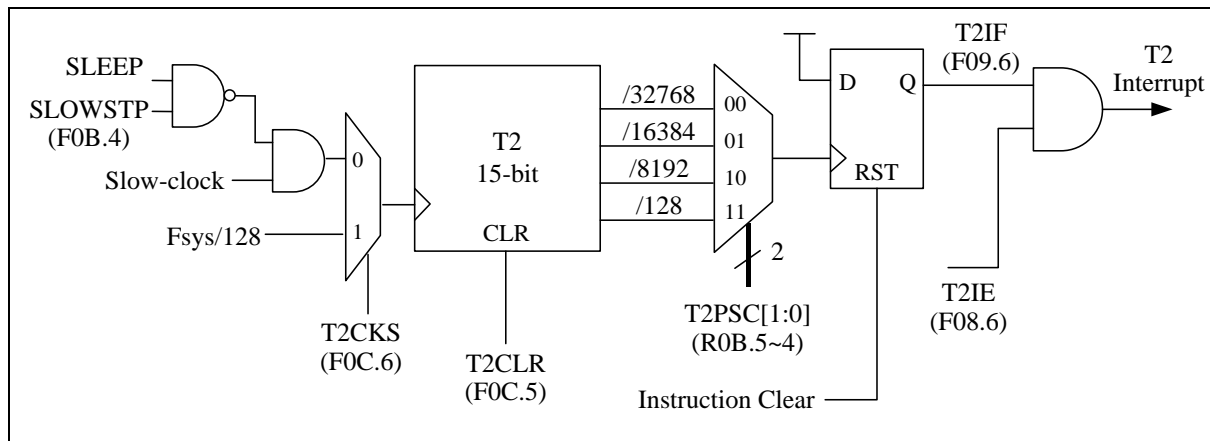 SLEEP
SLOWSTP
(F0B.4)
Slow-clock
Fsys/128
0
1
T2CKS
(F0C.6)
T2
15-bit
CLR
T2CLR
(F0C.5)
/32768
/16384
/8192
/128
00
01
10
11
2
T2PSC[1:0]
(R0B.5~4)
D
Q
RST
Instruction Clear
T2IF
(F09.6)
T2IE
(F08.6)
T2
Interrupt